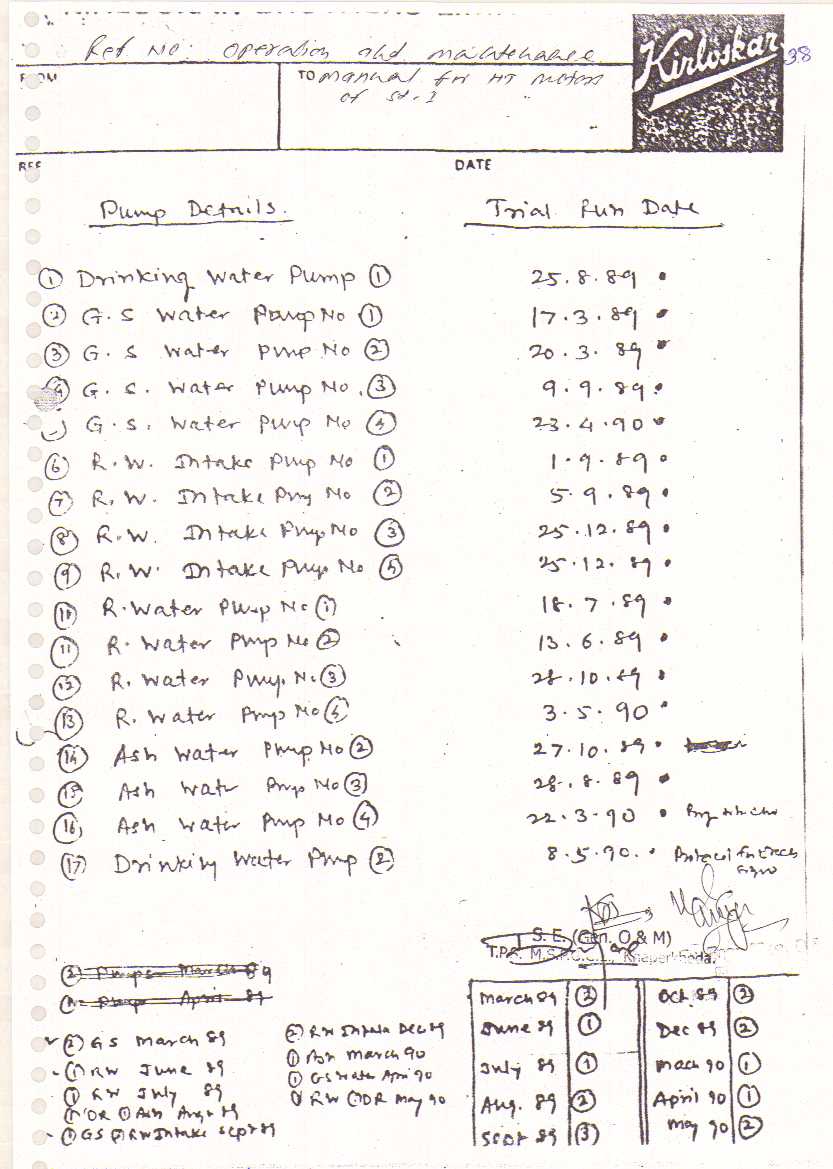 Ref No: Operation and maintenance
Kirloskar
38
FROM
TO manual for HT motors
of St-I
REF
DATE
Pump Details.
Trial Run Date
① Drinking Water Pump ① 25.8.89
② G.S Water Pump No ① 17.3.89
③ G.S Water Pump No ② 20.3.89
④ G.S. Water Pump No. ③ 9.9.89
G.S. Water Pump No ④ 23.4.90
⑥ R.W. Intake Pump No ① 1.9.89
⑦ R.W. Intake Pump No ② 5.9.89
⑧ R.W. Intake Pump No ③ 25.12.89
⑨ R.W. Intake Pump No 25.12.89
⑩ R.Water Pump No ① 18.7.89
⑪ R.Water Pump No ② 13.6.89
⑫ R.Water Pump No ③ 28.10.89
⑬ R.Water Pump No 3.5.90
⑭ Ash Water Pump No ② 27.10.89
⑮ Ash Water Pump No ③ 28.8.89
⑯ Ash Water Pump No ④ 22.3.90
⑰ Drinking Water Pump ② 8.5.90. Protocol
S.E. (Gen. O & M)
T.P.S. M.S.E.B., Khaperkheda.
Pumps March 89
Pump April 89
② GS March 89
① RW June 89
① RW July 89
① DR ① Ash Aug 89
① GS ② RW Intake Sept 89
② RW Intake Dec 89
① Ash March 90
① GS Water April 90
① RW ① DR May 90
March 89 ② Oct 89 ②
June 89 ① Dec 89 ②
July 89 ① March 90 ①
Aug. 89 ② April 90 ①
Sept 89 ③ May 90 ②